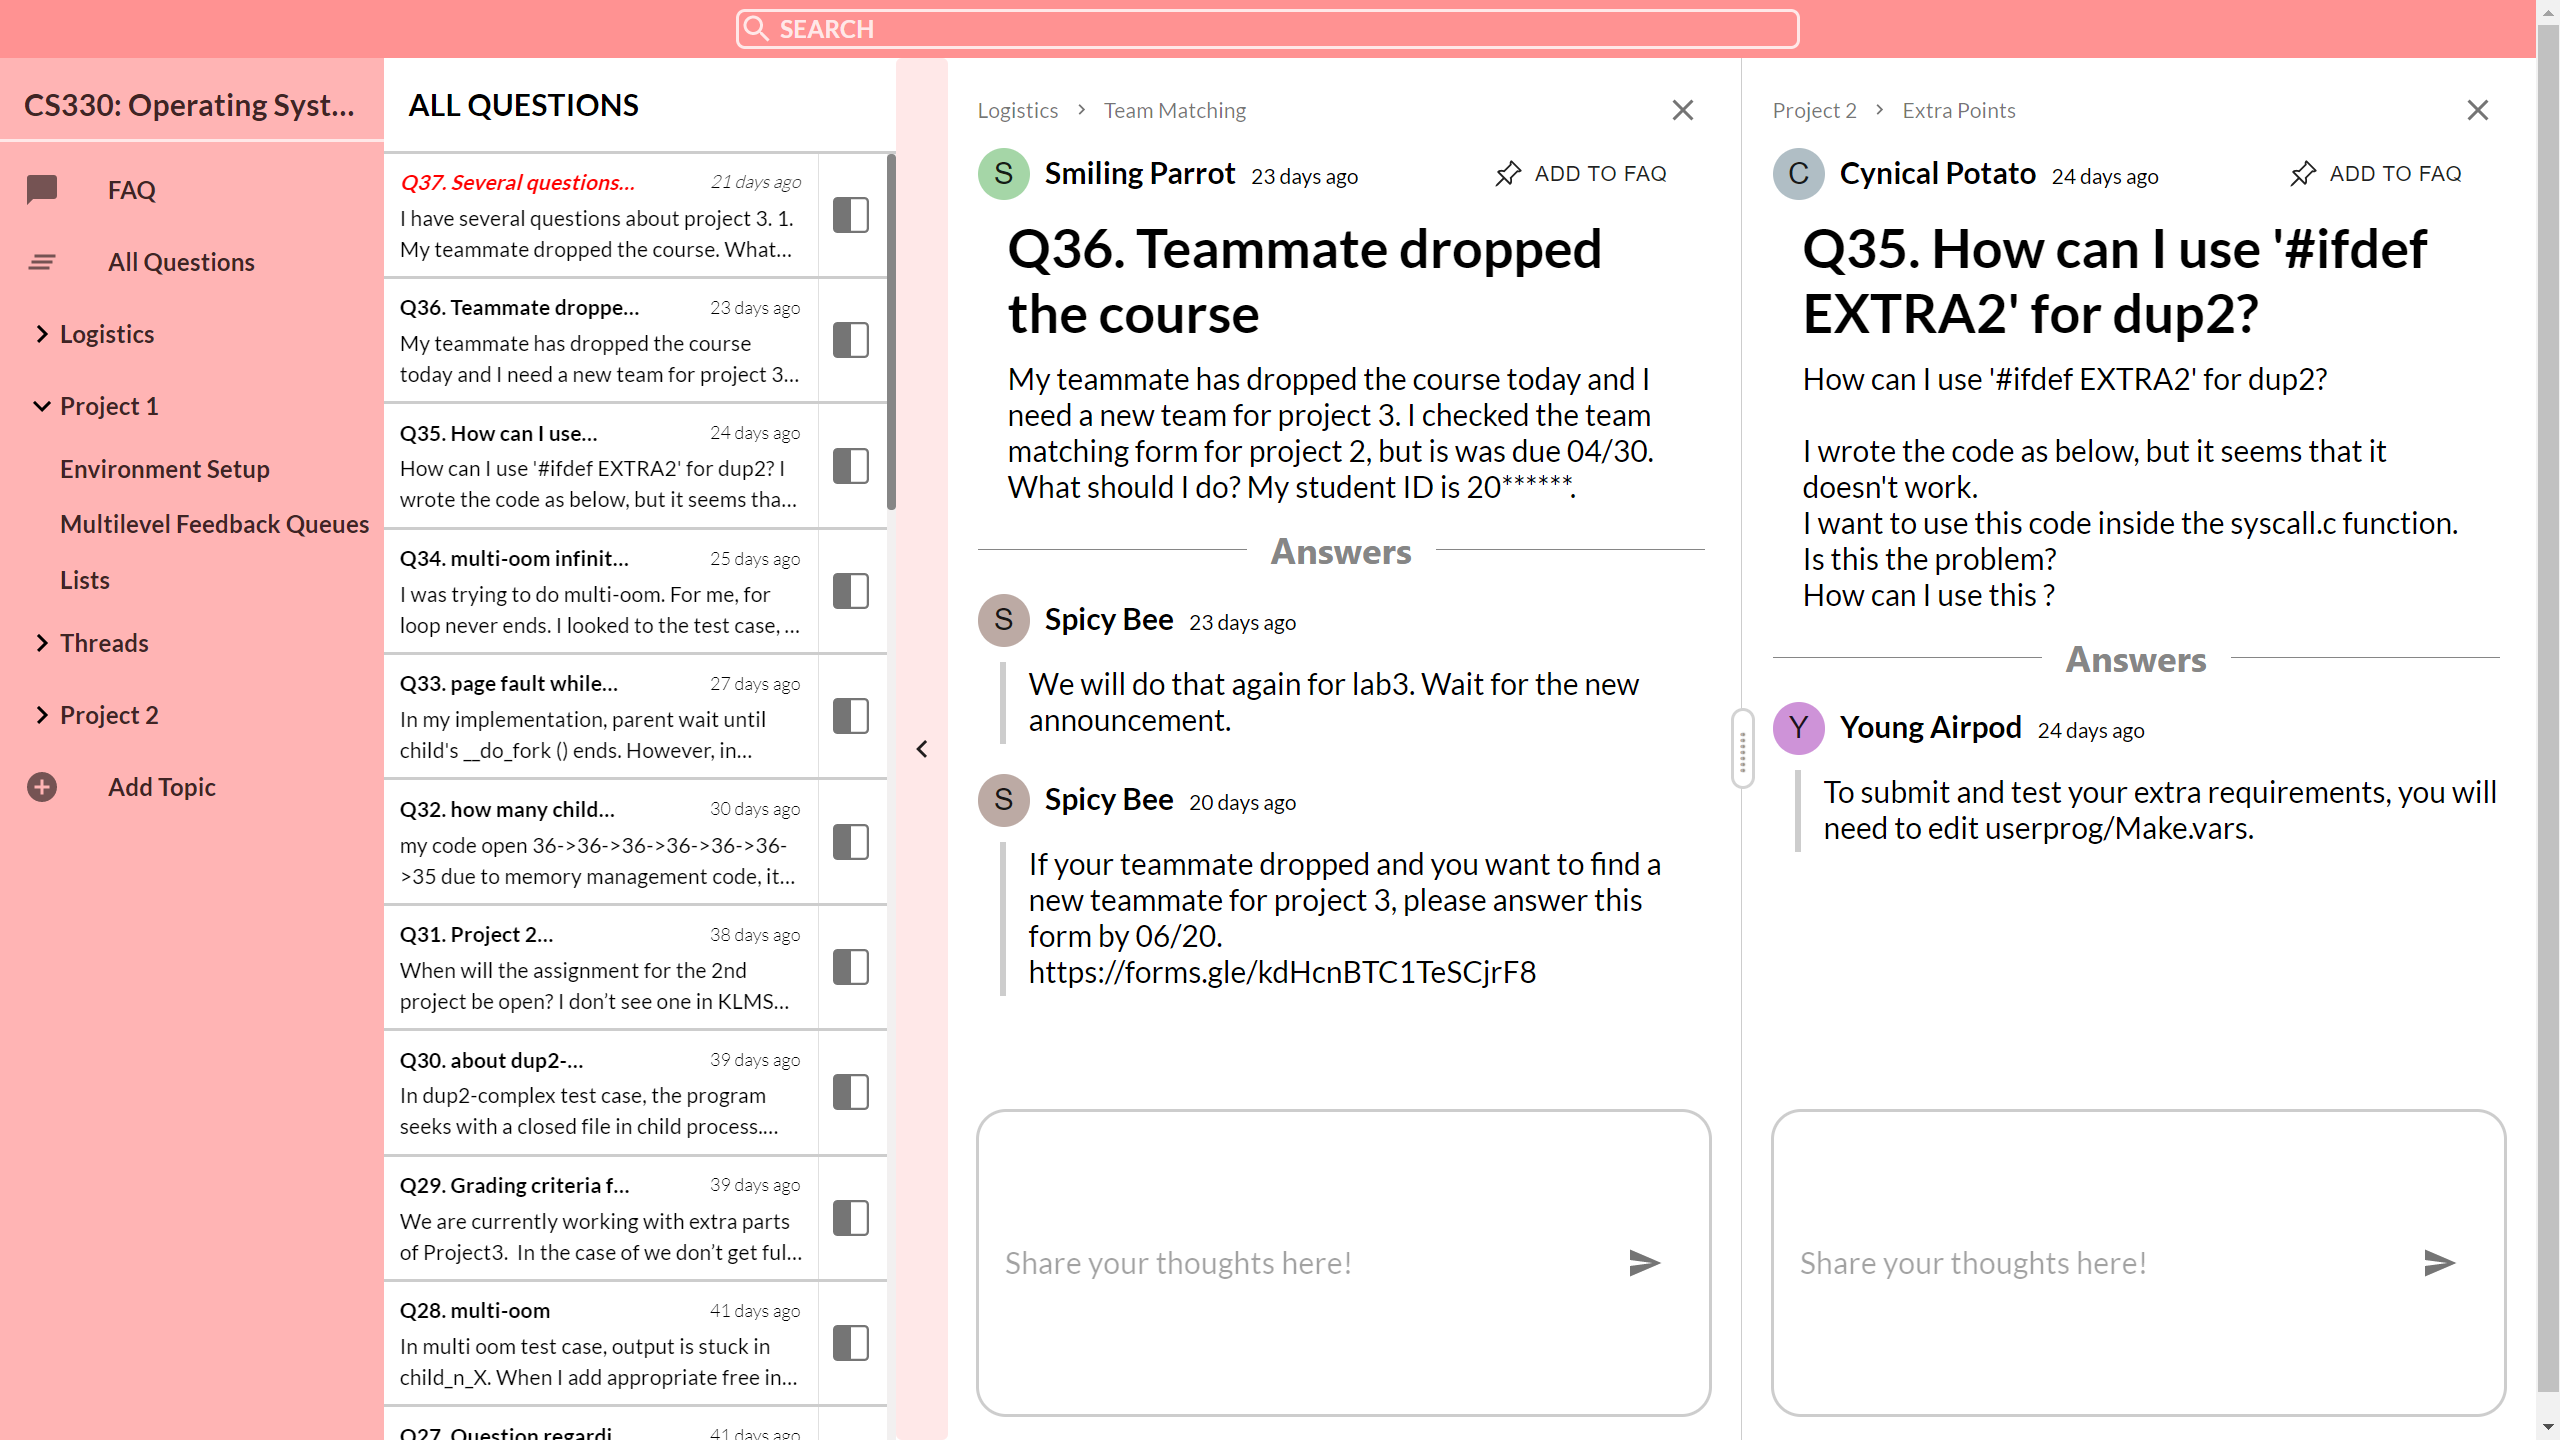 SEARCH
CS330: Operating Syst...
FAQ
All Questions
Logistics
Project 1
Environment Setup
Multilevel Feedback Queues
Lists
Threads
Project 2
Add Topic
ALL QUESTIONS
Q37. Several questions... 21 days ago
I have several questions about project 3. 1.
My teammate dropped the course. What...
Q36. Teammate droppe... 23 days ago
My teammate has dropped the course
today and I need a new team for project 3...
Q35. How can I use... 24 days ago
How can I use '#ifdef EXTRA2' for dup2? I
wrote the code as below, but it seems tha...
Q34. multi-oom infinit... 25 days ago
I was trying to do multi-oom. For me, for
loop never ends. I looked to the test case, ...
Q33. page fault while... 27 days ago
In my implementation, parent wait until
child's __do_fork () ends. However, in...
Q32. how many child... 30 days ago
my code open 36->36->36->36->36->36-
>35 due to memory management code, it...
Q31. Project 2... 38 days ago
When will the assignment for the 2nd
project be open? I don’t see one in KLMS...
Q30. about dup2-... 39 days ago
In dup2-complex test case, the program
seeks with a closed file in child process....
Q29. Grading criteria f... 39 days ago
We are currently working with extra parts
of Project3.  In the case of we don’t get ful...
Q28. multi-oom 41 days ago
In multi oom test case, output is stuck in
child_n_X. When I add appropriate free in...
Q27. Question regardi... 41 days ago
Logistics > Team Matching
S Smiling Parrot 23 days ago ADD TO FAQ
Q36. Teammate dropped
the course
My teammate has dropped the course today and I
need a new team for project 3. I checked the team
matching form for project 2, but is was due 04/30.
What should I do? My student ID is 20******.
Answers
S Spicy Bee 23 days ago
We will do that again for lab3. Wait for the new
announcement.
S Spicy Bee 20 days ago
If your teammate dropped and you want to find a
new teammate for project 3, please answer this
form by 06/20.
https://forms.gle/kdHcnBTC1TeSCjrF8
Share your thoughts here!
Project 2 > Extra Points
C Cynical Potato 24 days ago ADD TO FAQ
Q35. How can I use '#ifdef
EXTRA2' for dup2?
How can I use '#ifdef EXTRA2' for dup2?
I wrote the code as below, but it seems that it
doesn't work.
I want to use this code inside the syscall.c function.
Is this the problem?
How can I use this ?
Answers
Y Young Airpod 24 days ago
To submit and test your extra requirements, you will
need to edit userprog/Make.vars.
Share your thoughts here!